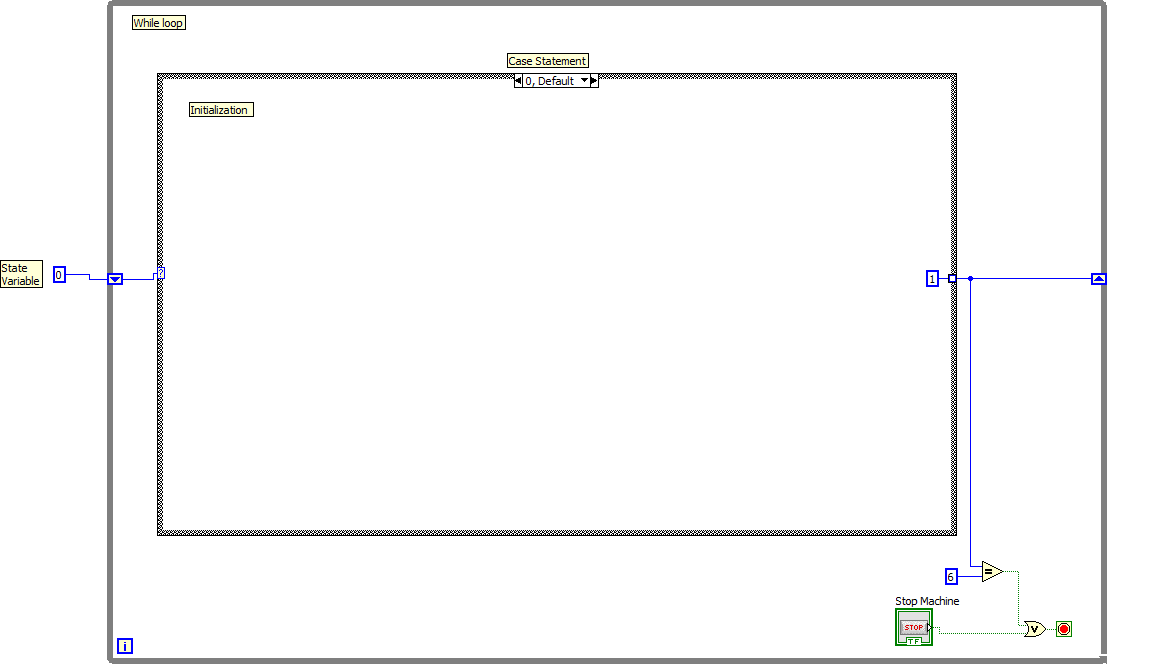 While loop
Case Statement
0, Default
Initialization
State
Variable
0
?
1
6
=
Stop Machine
STOP
TF
V
i